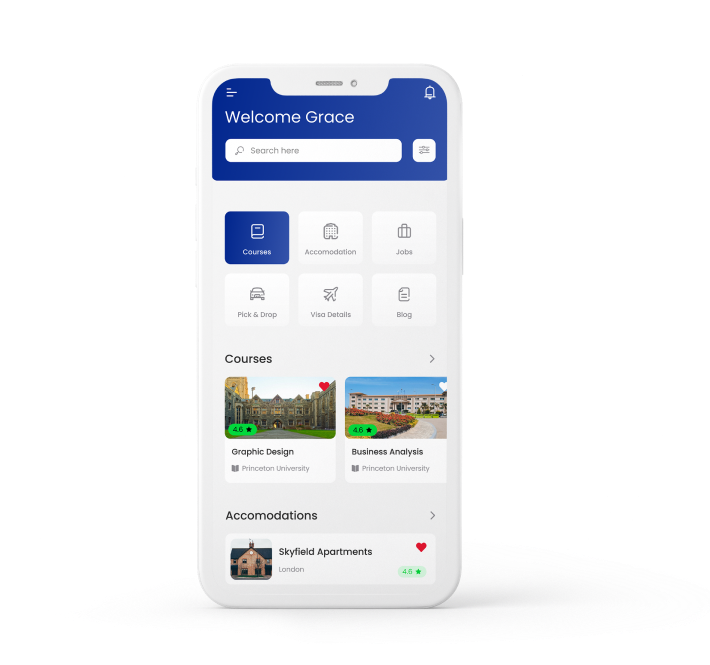 Welcome Grace
Search here
Courses
Accomodation
Jobs
Pick & Drop
Visa Details
Blog
Courses
4.6
4.6
Graphic Design
Business Analysis
Princeton University
Princeton University
Accomodations
Skyfield Apartments
London
4.6